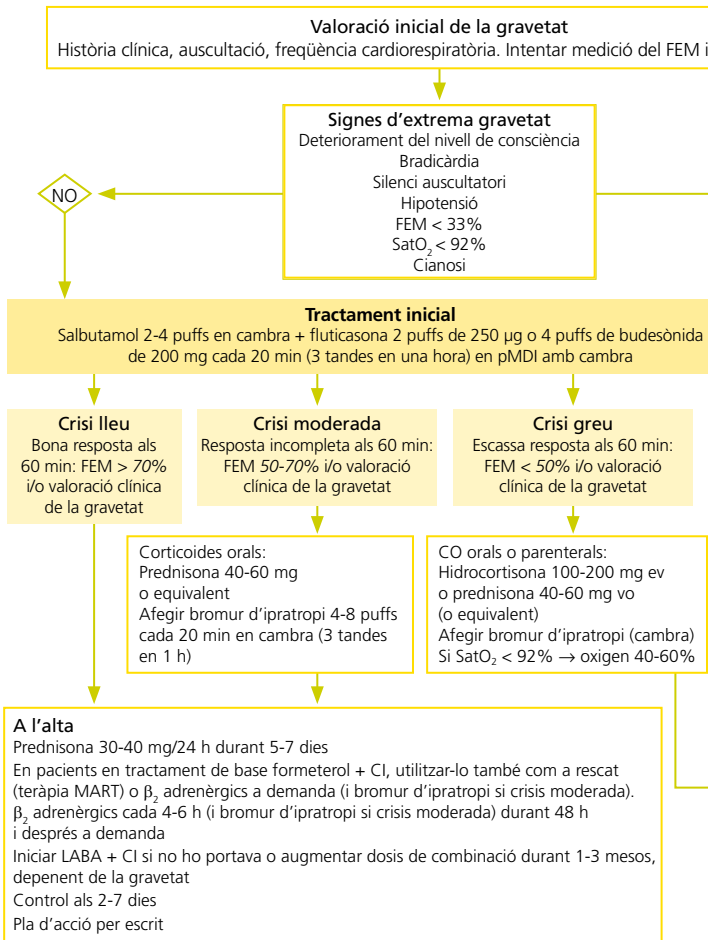 Valoració inicial de la gravetat
Història clínica, auscultació, freqüència cardiorespiratòria. Intentar medició del FEM i
Signes d'extrema gravetat
Deteriorament del nivell de consciència
Bradicàrdia
Silenci auscultatori
Hipotensió
FEM < 33%
SatO₂ < 92%
Cianosi
NO
Tractament inicial
Salbutamol 2-4 puffs en cambra + fluticasona 2 puffs de 250 μg o 4 puffs de budesònida
de 200 mg cada 20 min (3 tandes en una hora) en pMDI amb cambra
Crisi lleu
Bona resposta als
60 min: FEM > 70%
i/o valoració clínica
de la gravetat
Crisi moderada
Resposta incompleta als 60 min:
FEM 50-70% i/o valoració
clínica de la gravetat
Crisi greu
Escassa resposta als 60 min:
FEM < 50% i/o valoració
clínica de la gravetat
Corticoides orals:
Prednisona 40-60 mg
o equivalent
Afegir bromur d'ipratropi 4-8 puffs
cada 20 min en cambra (3 tandes
en 1 h)
CO orals o parenterals:
Hidrocortisona 100-200 mg ev
o prednisona 40-60 mg vo
(o equivalent)
Afegir bromur d'ipratropi (cambra)
Si SatO₂ < 92% → oxigen 40-60%
A l'alta
Prednisona 30-40 mg/24 h durant 5-7 dies
En pacients en tractament de base formeterol + CI, utilitzar-lo també com a rescat
(teràpia MART) o β₂ adrenèrgics a demanda (i bromur d'ipratropi si crisis moderada).
β₂ adrenèrgics cada 4-6 h (i bromur d'ipratropi si crisis moderada) durant 48 h
i després a demanda
Iniciar LABA + CI si no ho portava o augmentar dosis de combinació durant 1-3 mesos,
depenent de la gravetat
Control als 2-7 dies
Pla d'acció per escrit